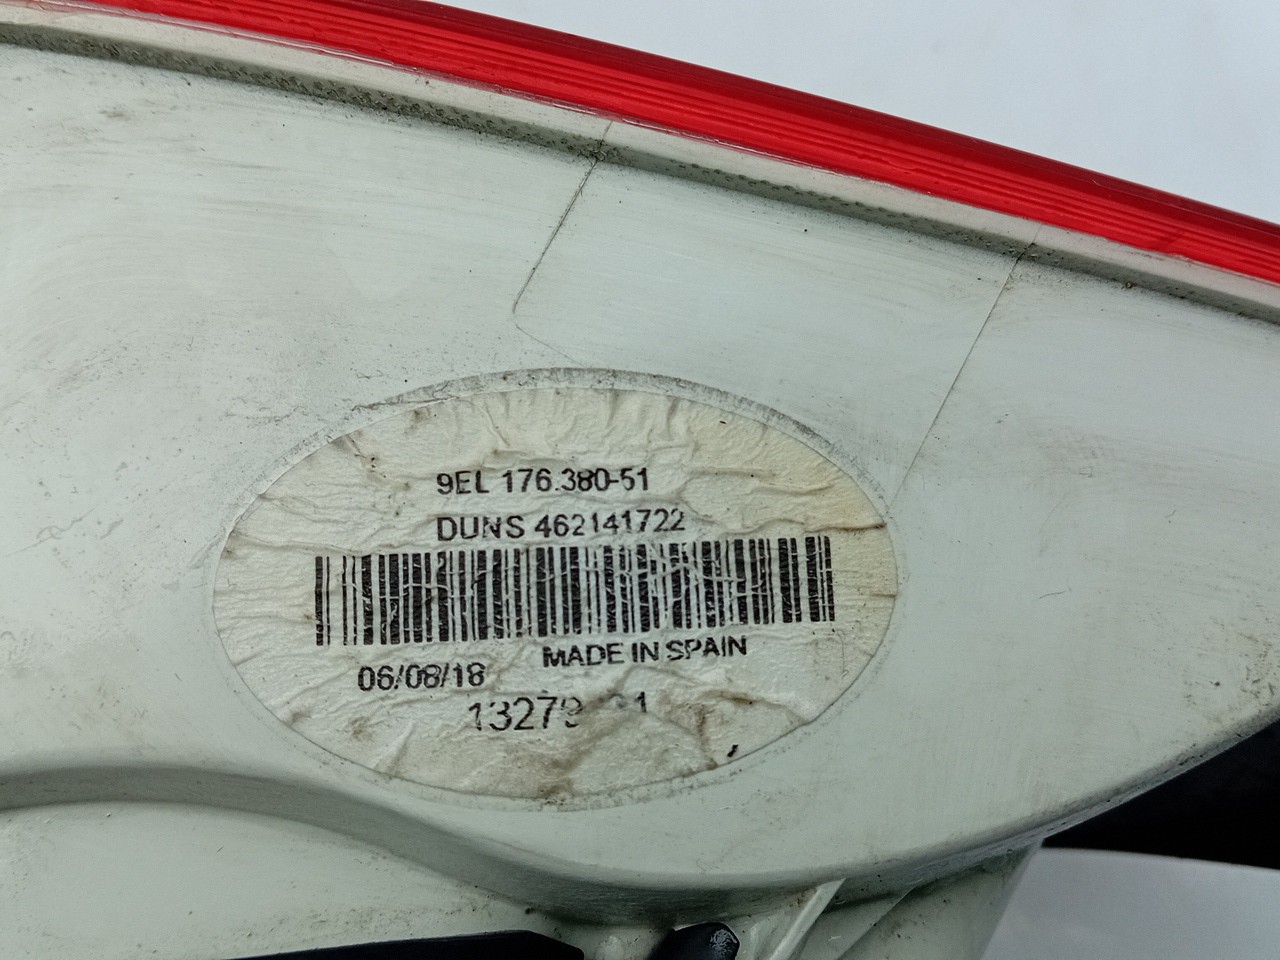 9EL 176.380-51
DUNS 462141722
MADE IN SPAIN
06/08/18